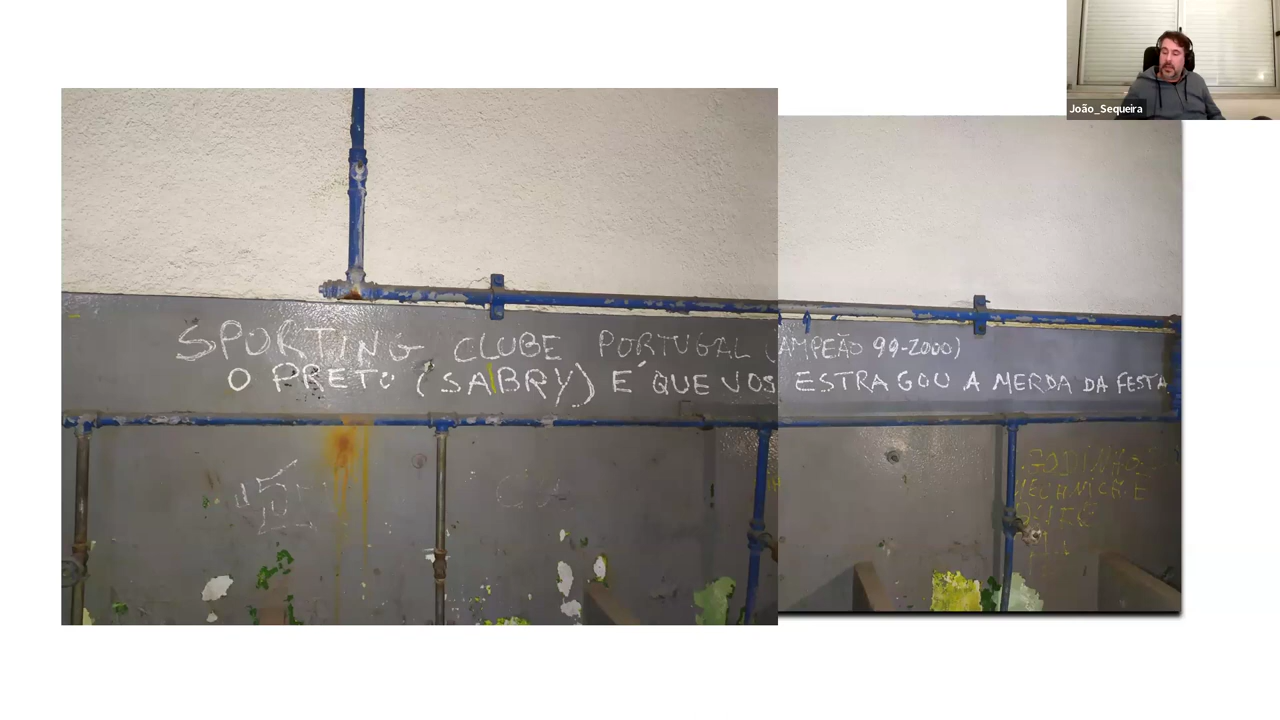 João_Sequeira
SPORTING CLUBE PORTUGAL CAMPEÃO 99-2000)
O PRETO (SABRY) É QUE VOS ESTRAGOU A MERDA DA FESTA